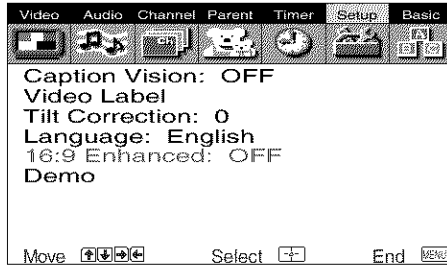 Video Audio Channel Parent Timer Setup Basic
Caption Vision: OFF
Video Label
Tilt Correction: 0
Language: English
16:9 Enhanced: OFF
Demo
Move Select End MENU